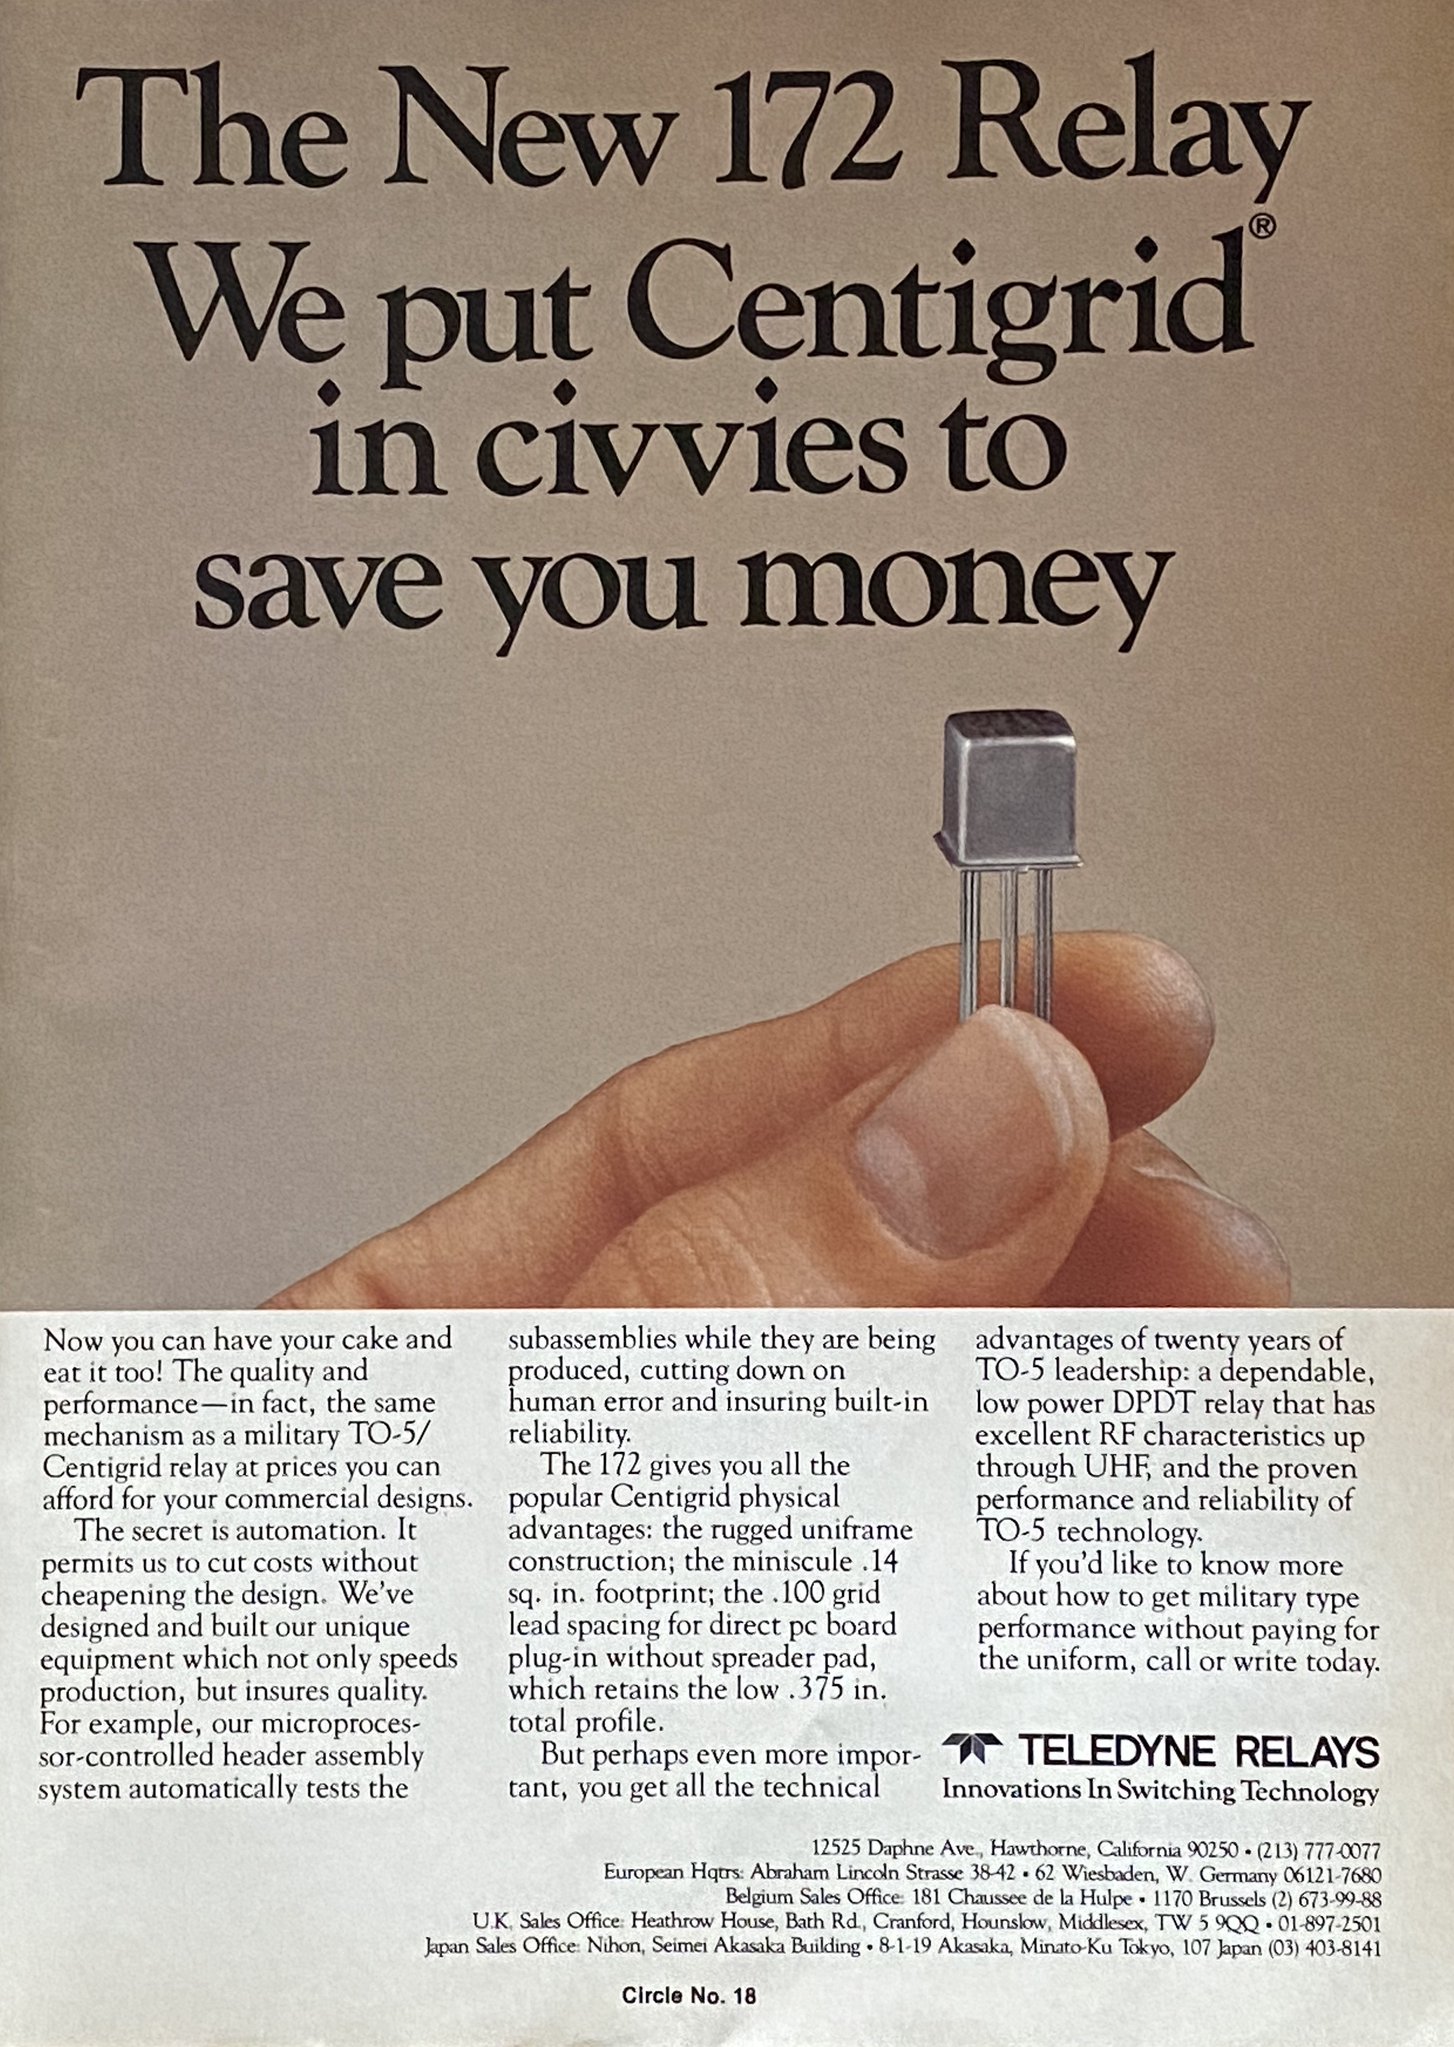 The New 172 Relay
We put Centigrid®
in civvies to
save you money
Now you can have your cake and
eat it too! The quality and
performance—in fact, the same
mechanism as a military TO-5/
Centigrid relay at prices you can
afford for your commercial designs.
The secret is automation. It
permits us to cut costs without
cheapening the design. We've
designed and built our unique
equipment which not only speeds
production, but insures quality.
For example, our microproces-
sor-controlled header assembly
system automatically tests the
subassemblies while they are being
produced, cutting down on
human error and insuring built-in
reliability.
The 172 gives you all the
popular Centigrid physical
advantages: the rugged uniframe
construction; the miniscule .14
sq. in. footprint; the .100 grid
lead spacing for direct pc board
plug-in without spreader pad,
which retains the low .375 in.
total profile.
But perhaps even more impor-
tant, you get all the technical
advantages of twenty years of
TO-5 leadership: a dependable,
low power DPDT relay that has
excellent RF characteristics up
through UHF, and the proven
performance and reliability of
TO-5 technology.
If you'd like to know more
about how to get military type
performance without paying for
the uniform, call or write today.
TELEDYNE RELAYS
Innovations In Switching Technology
12525 Daphne Ave., Hawthorne, California 90250 • (213) 777-0077
European Hqtrs: Abraham Lincoln Strasse 38-42 • 62 Wiesbaden, W. Germany 06121-7680
Belgium Sales Office: 181 Chaussee de la Hulpe • 1170 Brussels (2) 673-99-88
U.K. Sales Office: Heathrow House, Bath Rd., Cranford, Hounslow, Middlesex, TW 5 9QQ • 01-897-2501
Japan Sales Office: Nihon, Seimei Akasaka Building • 8-1-19 Akasaka, Minato-Ku Tokyo, 107 Japan (03) 403-8141
Circle No. 18